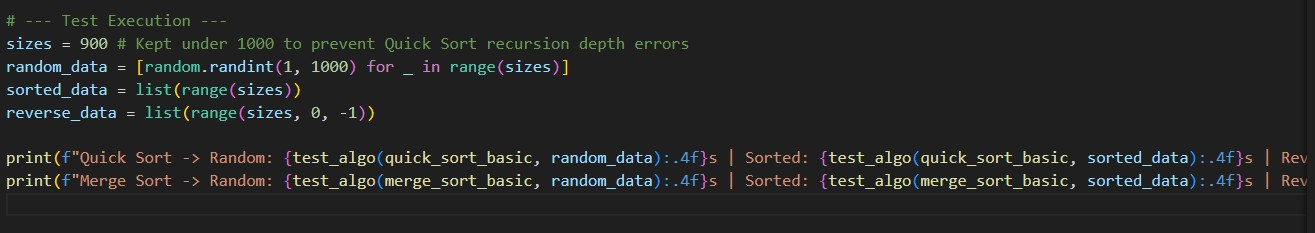 # --- Test Execution ---
sizes = 900 # Kept under 1000 to prevent Quick Sort recursion depth errors
random_data = [random.randint(1, 1000) for _ in range(sizes)]
sorted_data = list(range(sizes))
reverse_data = list(range(sizes, 0, -1))
print(f"Quick Sort -> Random: {test_algo(quick_sort_basic, random_data):.4f}s | Sorted: {test_algo(quick_sort_basic, sorted_data):.4f}s | Rev
print(f"Merge Sort -> Random: {test_algo(merge_sort_basic, random_data):.4f}s | Sorted: {test_algo(merge_sort_basic, sorted_data):.4f}s | Rev